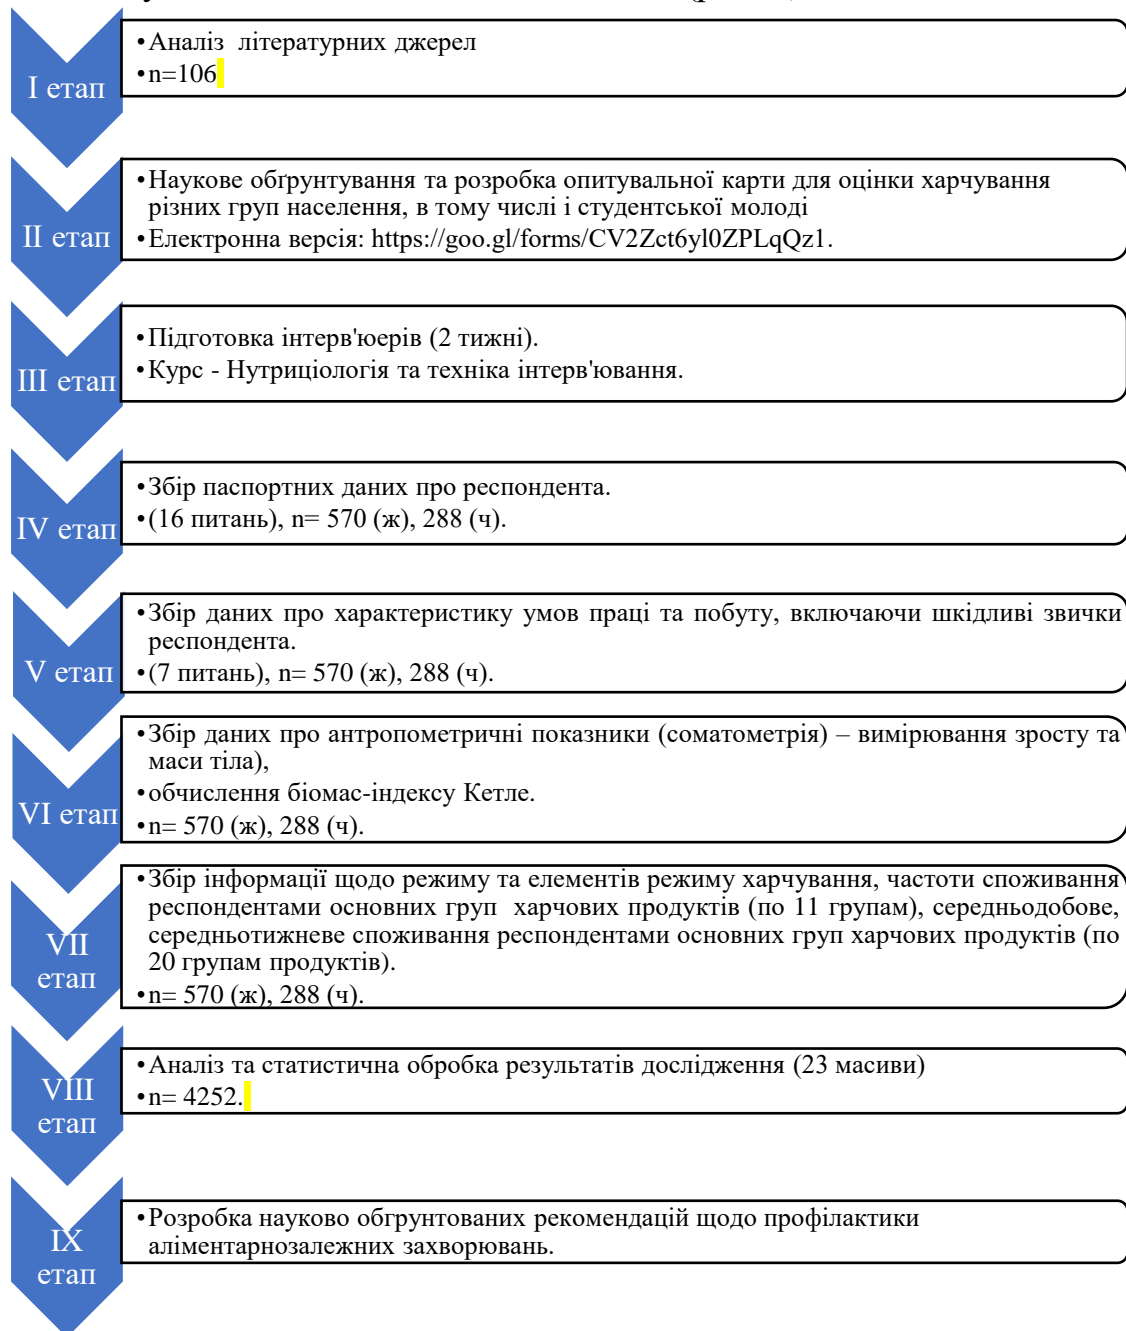 I етап
•Аналіз літературних джерел
•n=106
II етап
•Наукове обґрунтування та розробка опитувальної карти для оцінки харчування
різних груп населення, в тому числі і студентської молоді
•Електронна версія: https://goo.gl/forms/CV2Zct6yl0ZPLqQz1.
III етап
•Підготовка інтерв'юерів (2 тижні).
•Курс - Нутриціологія та техніка інтерв'ювання.
IV етап
•Збір паспортних даних про респондента.
•(16 питань), n= 570 (ж), 288 (ч).
V етап
•Збір даних про характеристику умов праці та побуту, включаючи шкідливі звички
респондента.
•(7 питань), n= 570 (ж), 288 (ч).
VI етап
•Збір даних про антропометричні показники (соматометрія) – вимірювання зросту та
маси тіла),
•обчислення біомас-індексу Кетле.
•n= 570 (ж), 288 (ч).
VII
етап
•Збір інформації щодо режиму та елементів режиму харчування, частоти споживання
респондентами основних груп харчових продуктів (по 11 групам), середньодобове,
середньотижневе споживання респондентами основних груп харчових продуктів (по
20 групам продуктів).
•n= 570 (ж), 288 (ч).
VIII
етап
•Аналіз та статистична обробка результатів дослідження (23 масиви)
•n= 4252.
IX
етап
•Розробка науково обгрунтованих рекомендацій щодо профілактики
аліментарнозалежних захворювань.